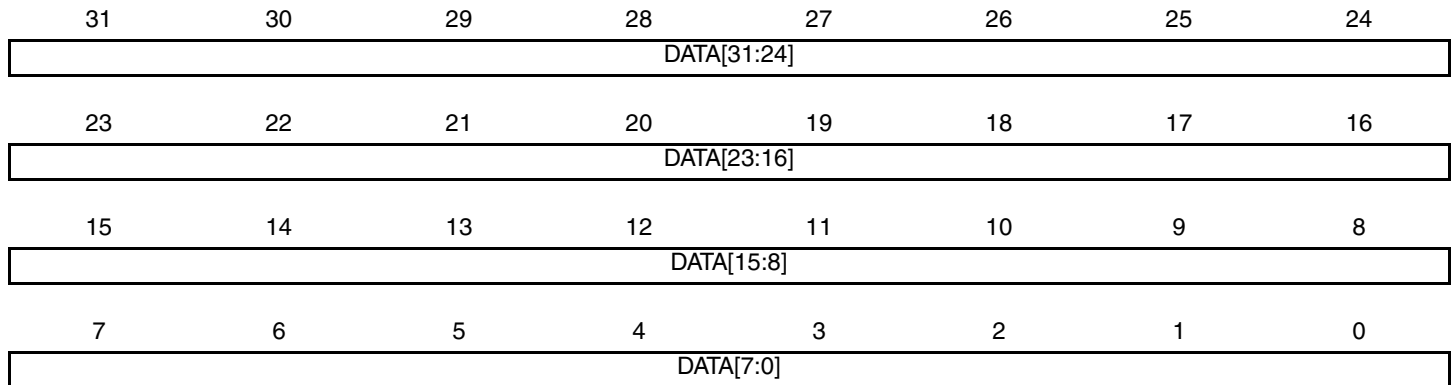 31 30 29 28 27 26 25 24
DATA[31:24]
23 22 21 20 19 18 17 16
DATA[23:16]
15 14 13 12 11 10 9 8
DATA[15:8]
7 6 5 4 3 2 1 0
DATA[7:0]